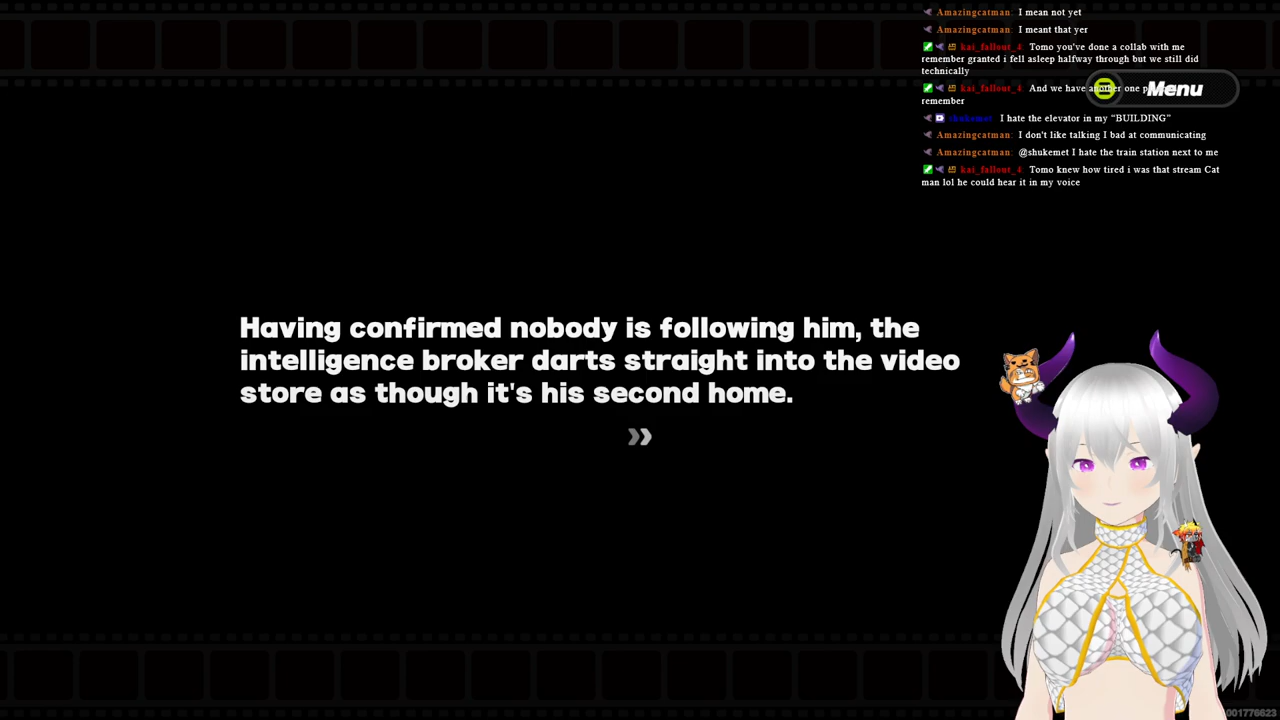 Amazingcatman: I mean not yet
Amazingcatman: I meant that yer
kai_fallout_4: Tomo you've done a collab with me
remember granted i fell asleep halfway through but we still did
technically
kai_fallout_4: And we have another one
remember
Menu
shukemet: I hate the elevator in my “BUILDING”
Amazingcatman: I don't like talking I bad at communicating
Amazingcatman: @shukemet I hate the train station next to me
kai_fallout_4: Tomo knew how tired i was that stream Cat
man lol he could hear it in my voice
Having confirmed nobody is following him, the
intelligence broker darts straight into the video
store as though it's his second home.
001776623